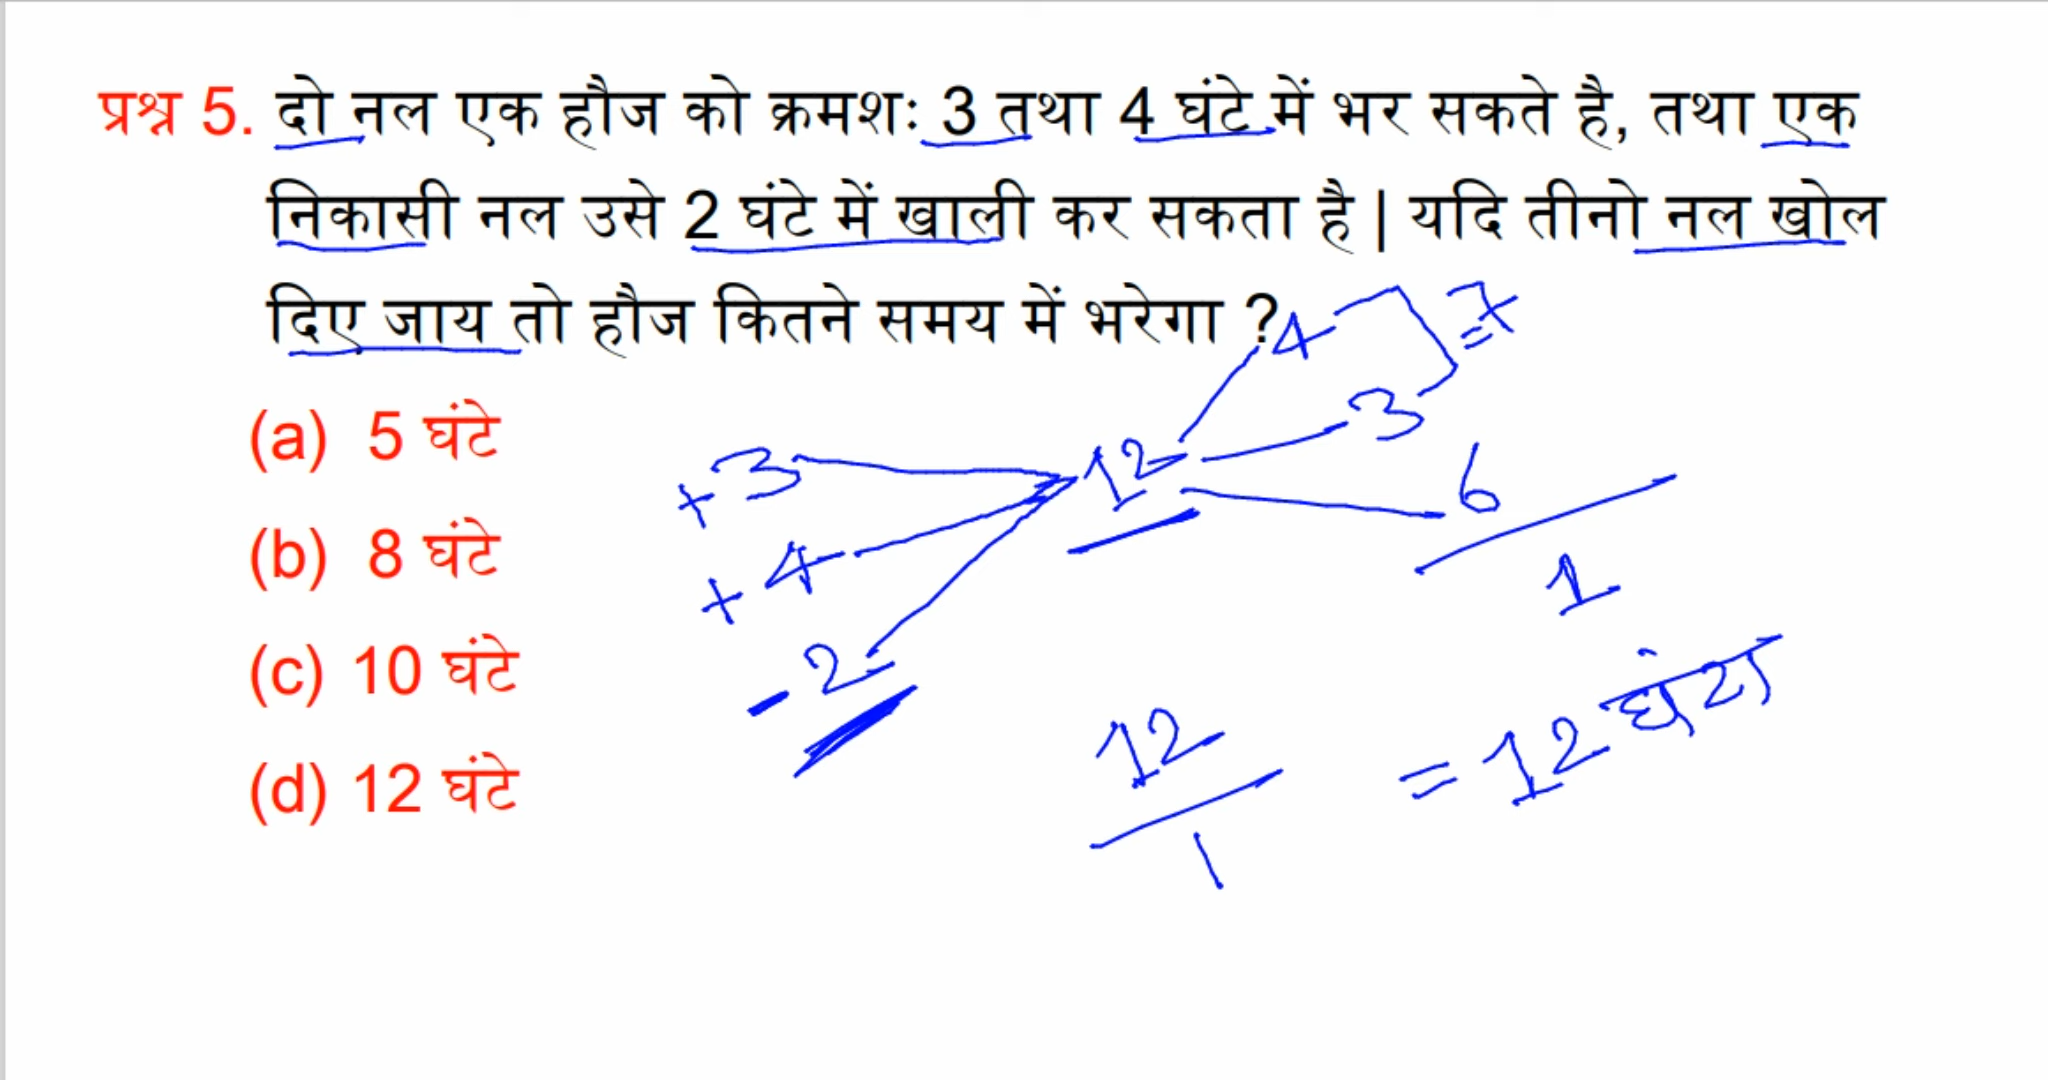 प्रश्न 5. दो नल एक हौज को क्रमशः 3 तथा 4 घंटे में भर सकते है, तथा एक
निकासी नल उसे 2 घंटे में खाली कर सकता है | यदि तीनो नल खोल
दिए जाय तो हौज कितने समय में भरेगा ?
4
= 7
(a) 5 घंटे
+3
12
3
6
(b) 8 घंटे
+4
1
(c) 10 घंटे
-2
(d) 12 घंटे
12
1
= 12 घंटा